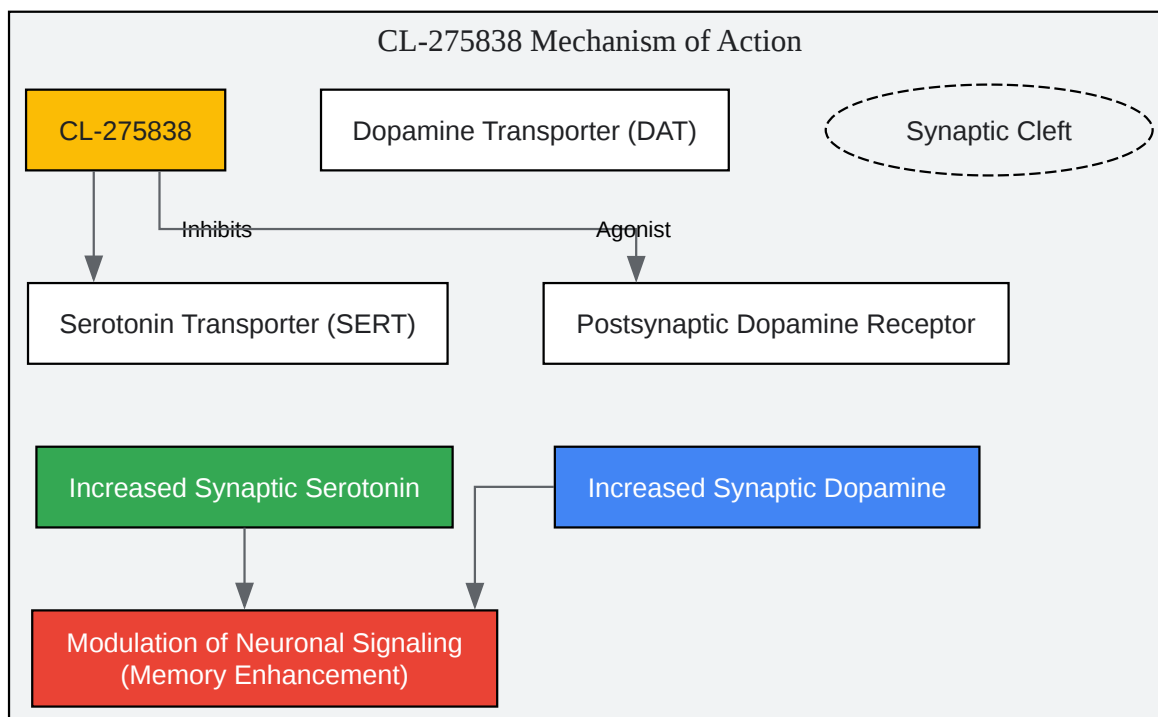 CL-275838 Mechanism of Action
CL-275838
Dopamine Transporter (DAT)
Synaptic Cleft
Inhibits
Agonist
Serotonin Transporter (SERT)
Postsynaptic Dopamine Receptor
Increased Synaptic Serotonin
Increased Synaptic Dopamine
Modulation of Neuronal Signaling
(Memory Enhancement)